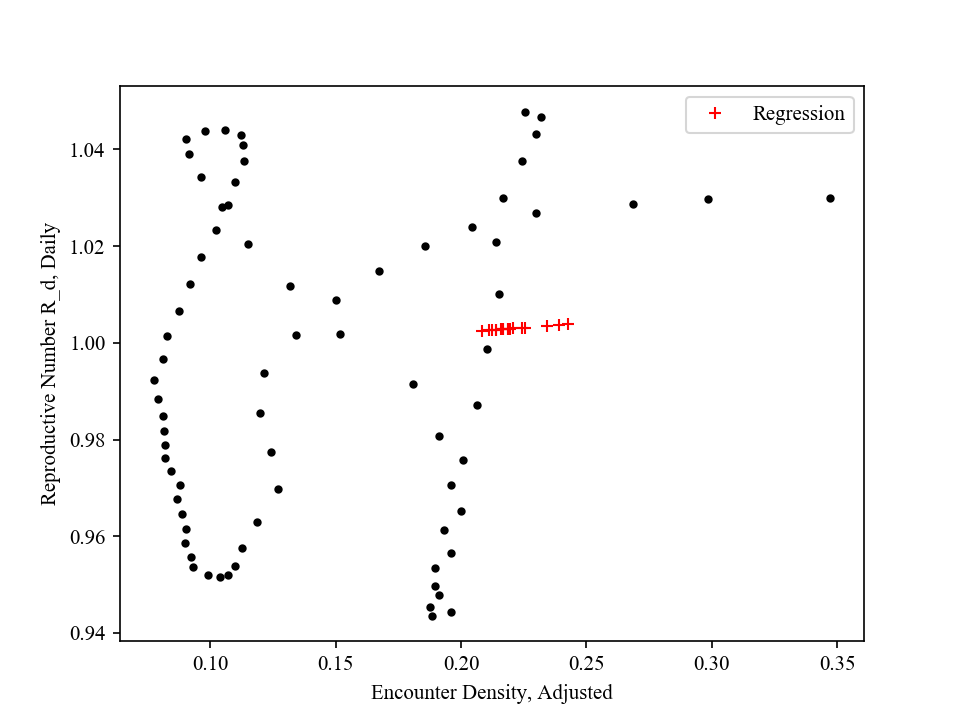 Regression
1.04
1.02
1.00
0.98
0.96
0.94
Reproductive Number R_d, Daily
0.10 0.15 0.20 0.25 0.30 0.35
Encounter Density, Adjusted